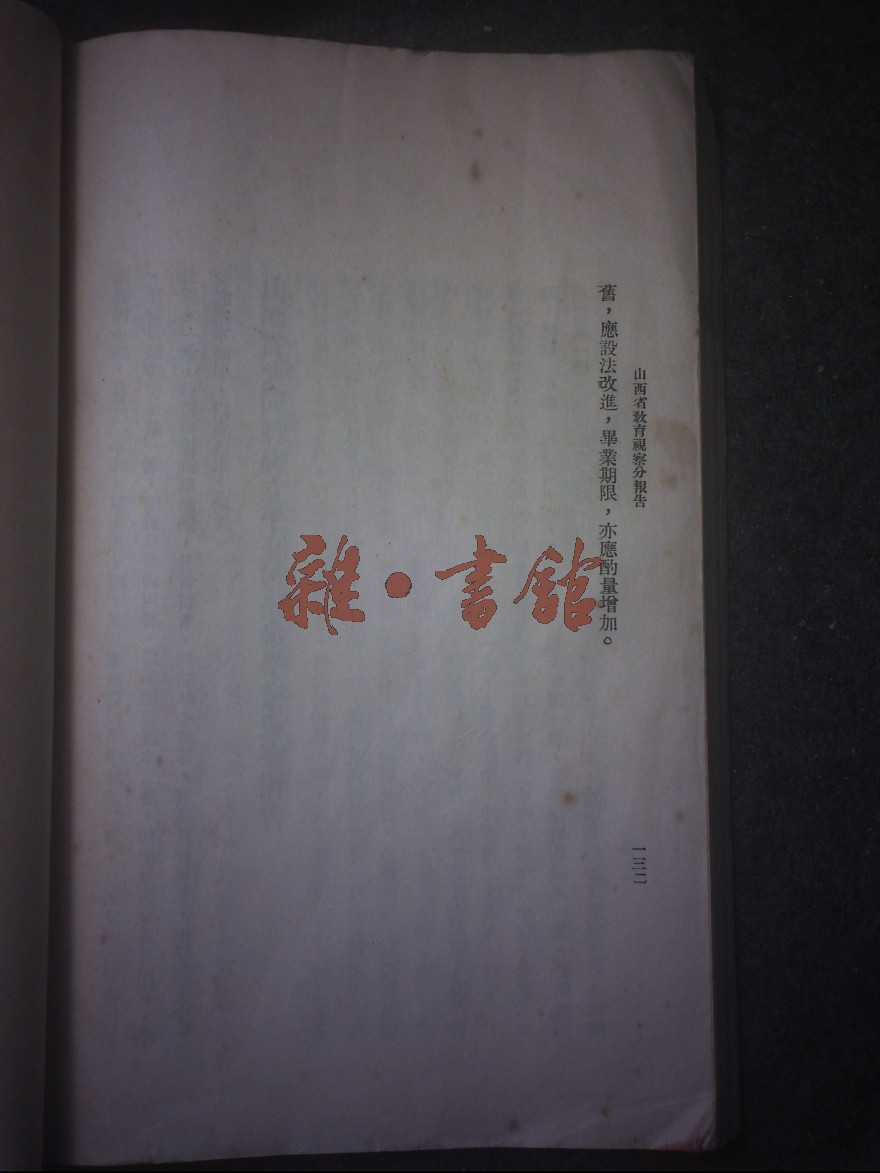 山西省教育視察分報告
舊，應設法改進，畢業期限，亦應酌量增加。
雜·書館
一三二